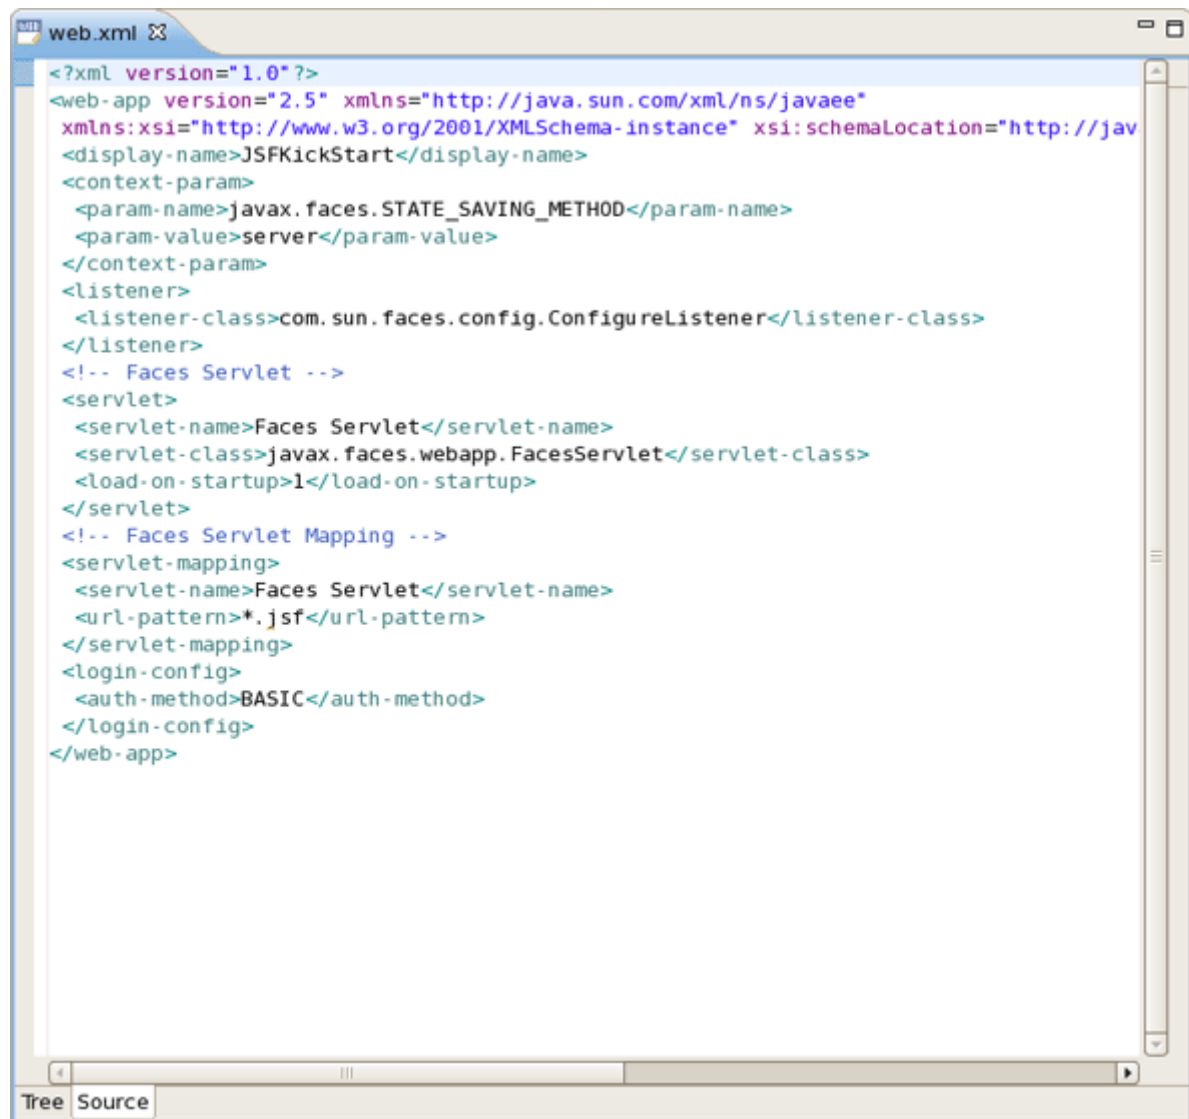 web.xml
<?xml version="1.0"?>
<web-app version="2.5" xmlns="http://java.sun.com/xml/ns/javaee"
 xmlns:xsi="http://www.w3.org/2001/XMLSchema-instance" xsi:schemaLocation="http://jav
 <display-name>JSFKickStart</display-name>
 <context-param>
  <param-name>javax.faces.STATE_SAVING_METHOD</param-name>
  <param-value>server</param-value>
 </context-param>
 <listener>
  <listener-class>com.sun.faces.config.ConfigureListener</listener-class>
 </listener>
 <!-- Faces Servlet -->
 <servlet>
  <servlet-name>Faces Servlet</servlet-name>
  <servlet-class>javax.faces.webapp.FacesServlet</servlet-class>
  <load-on-startup>1</load-on-startup>
 </servlet>
 <!-- Faces Servlet Mapping -->
 <servlet-mapping>
  <servlet-name>Faces Servlet</servlet-name>
  <url-pattern>*.jsf</url-pattern>
 </servlet-mapping>
 <login-config>
  <auth-method>BASIC</auth-method>
 </login-config>
</web-app>
Tree Source